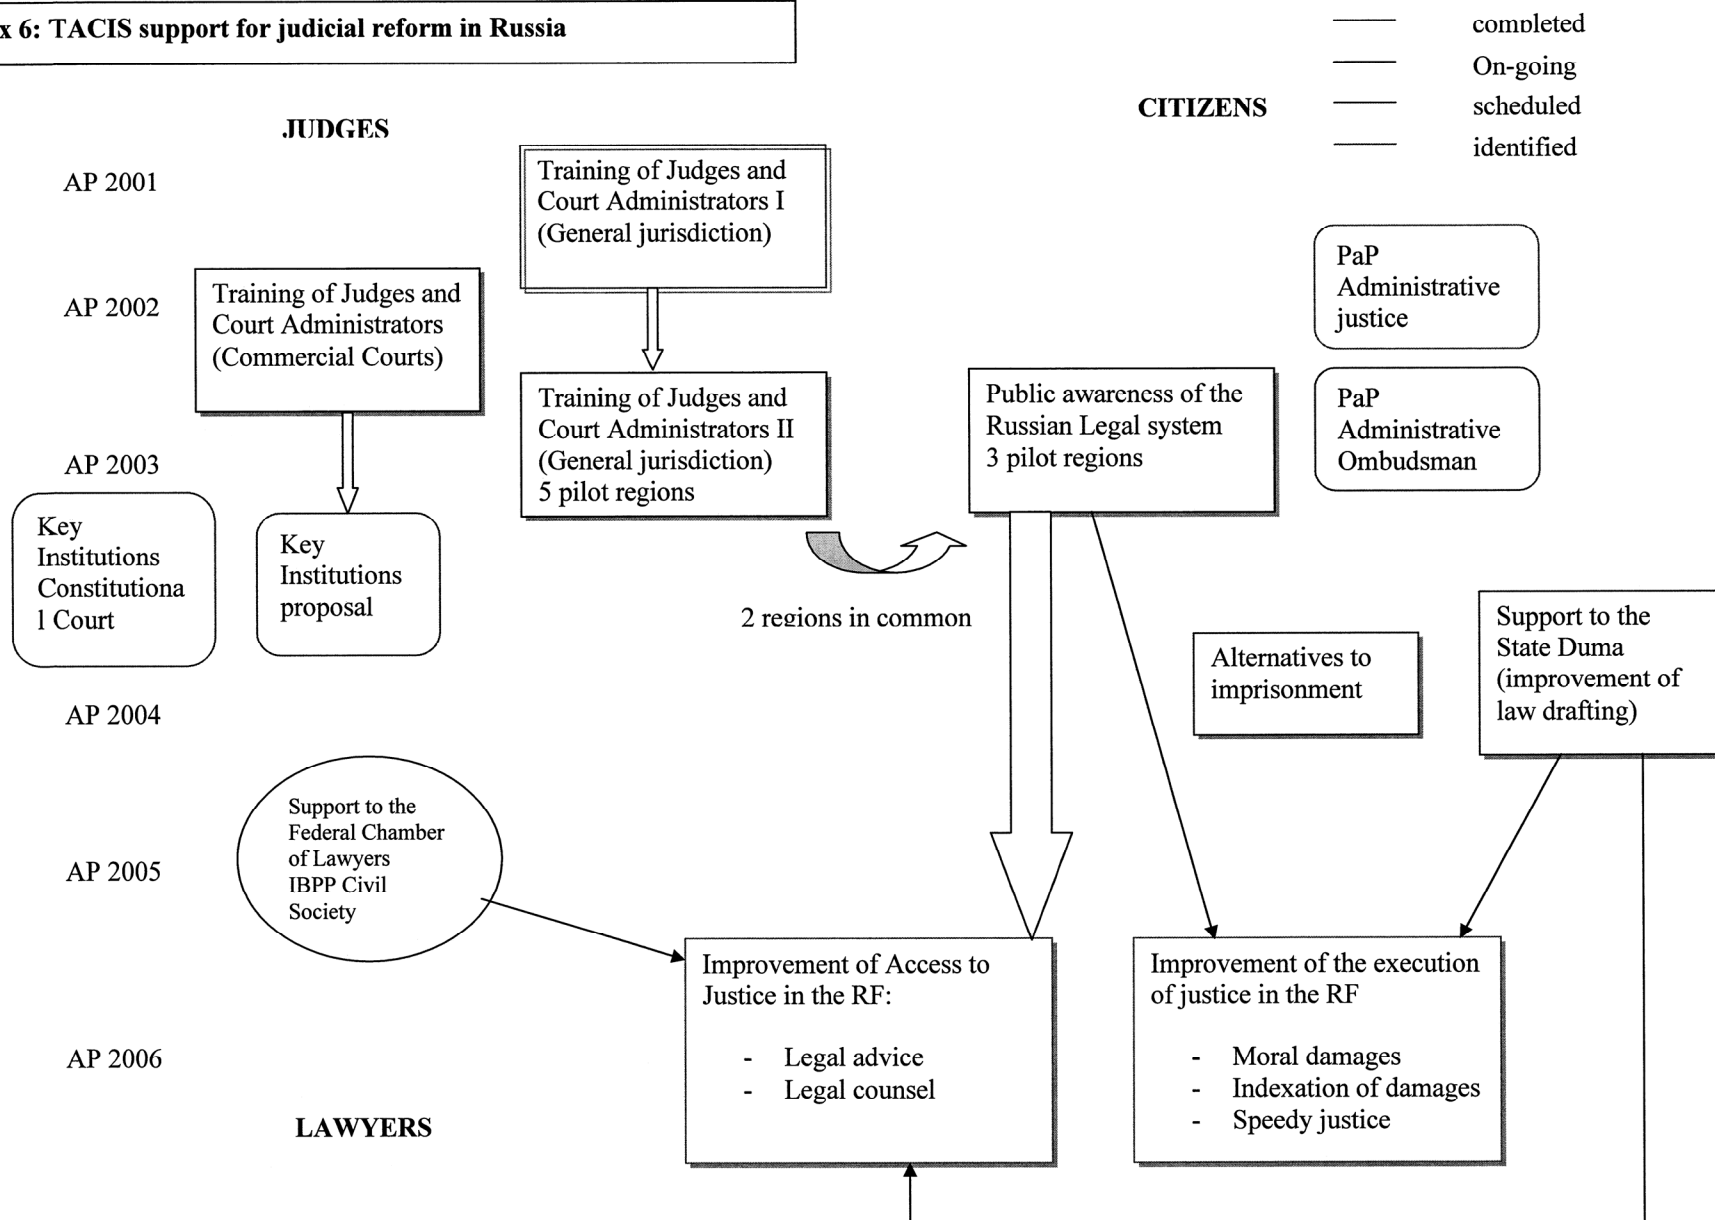 x 6: TACIS support for judicial reform in Russia
completed
On-going
scheduled
identified
CITIZENS
JUDGES
AP 2001
Training of Judges and
Court Administrators I
(General jurisdiction)
PaP
Administrative
justice
AP 2002
Training of Judges and
Court Administrators
(Commercial Courts)
Training of Judges and
Court Administrators II
(General jurisdiction)
5 pilot regions
Public awareness of the
Russian Legal system
3 pilot regions
PaP
Administrative
Ombudsman
AP 2003
Key
Institutions
Constitutiona
l Court
Key
Institutions
proposal
2 regions in common
Alternatives to
imprisonment
Support to the
State Duma
(improvement of
law drafting)
AP 2004
Support to the
Federal Chamber
of Lawyers
IBPP Civil
Society
AP 2005
Improvement of Access to
Justice in the RF:
- Legal advice
- Legal counsel
Improvement of the execution
of justice in the RF
- Moral damages
- Indexation of damages
- Speedy justice
AP 2006
LAWYERS